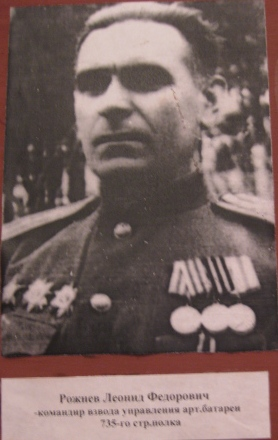 Рожнев Леонид Федорович
-командир взвода управления арт.батареи
735-го стр.полка